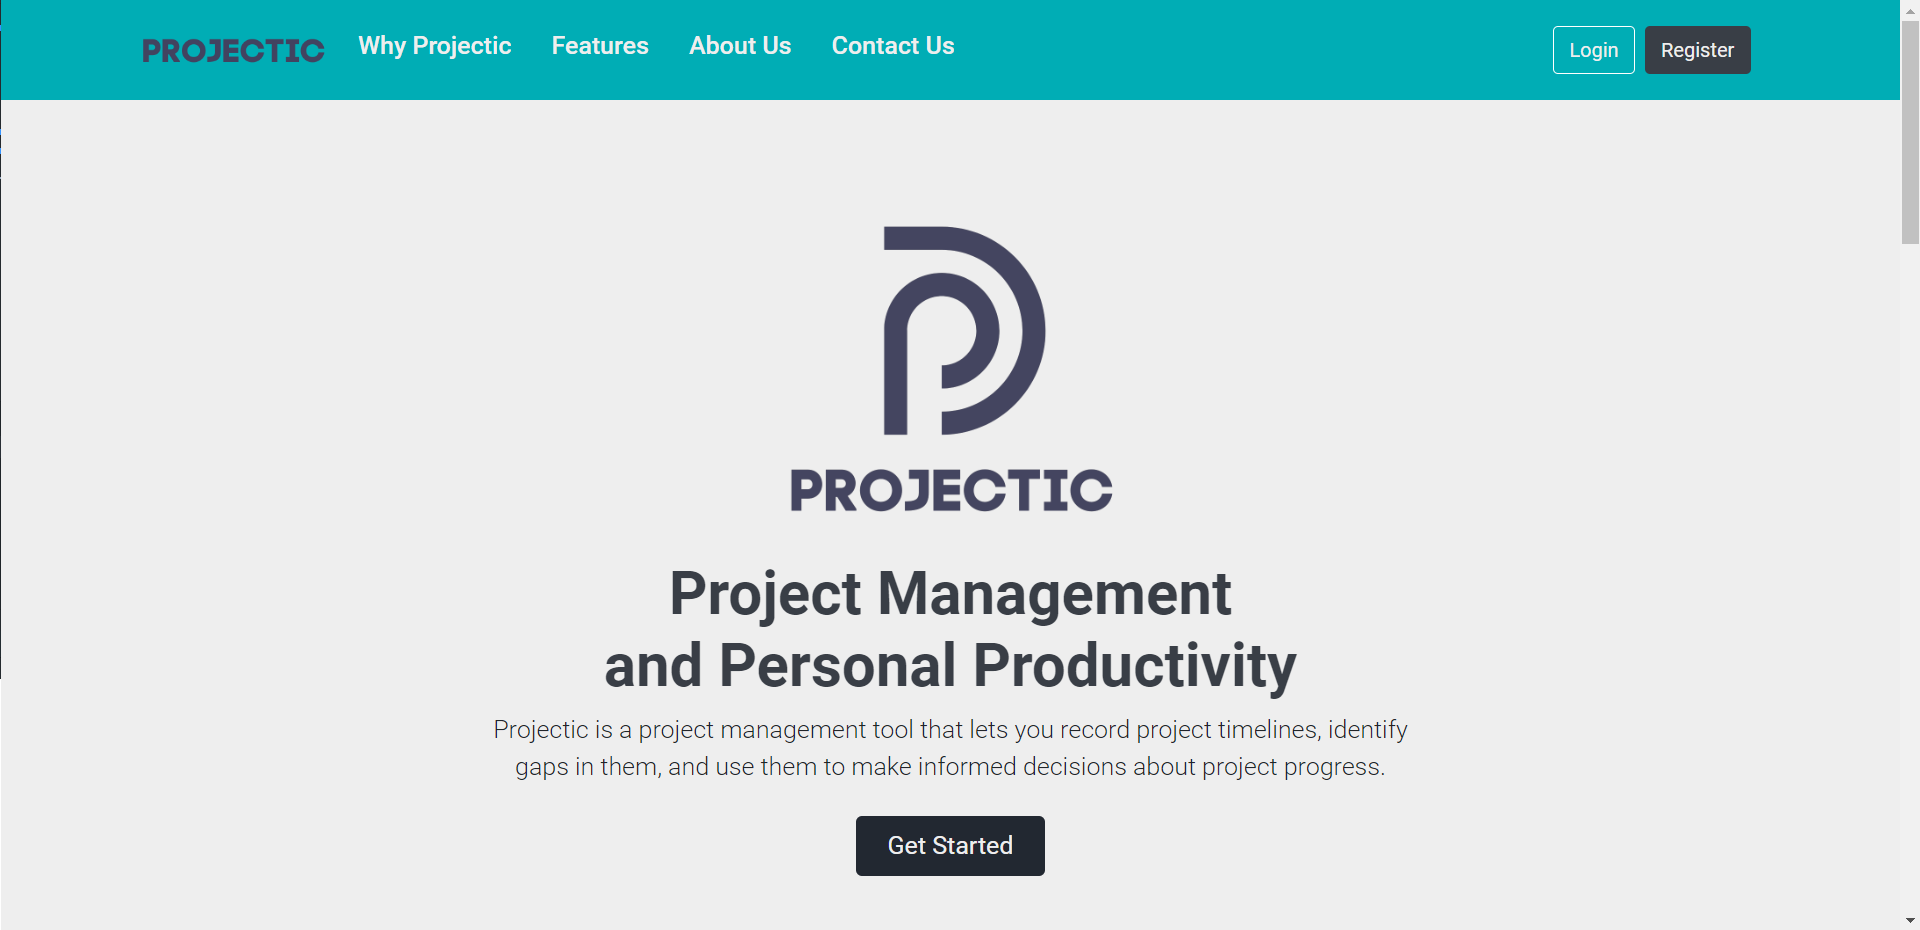 PROJECTIC
Why Projectic
Features
About Us
Contact Us
Login
Register
PROJECTIC
Project Management
and Personal Productivity
Projectic is a project management tool that lets you record project timelines, identify
gaps in them, and use them to make informed decisions about project progress.
Get Started